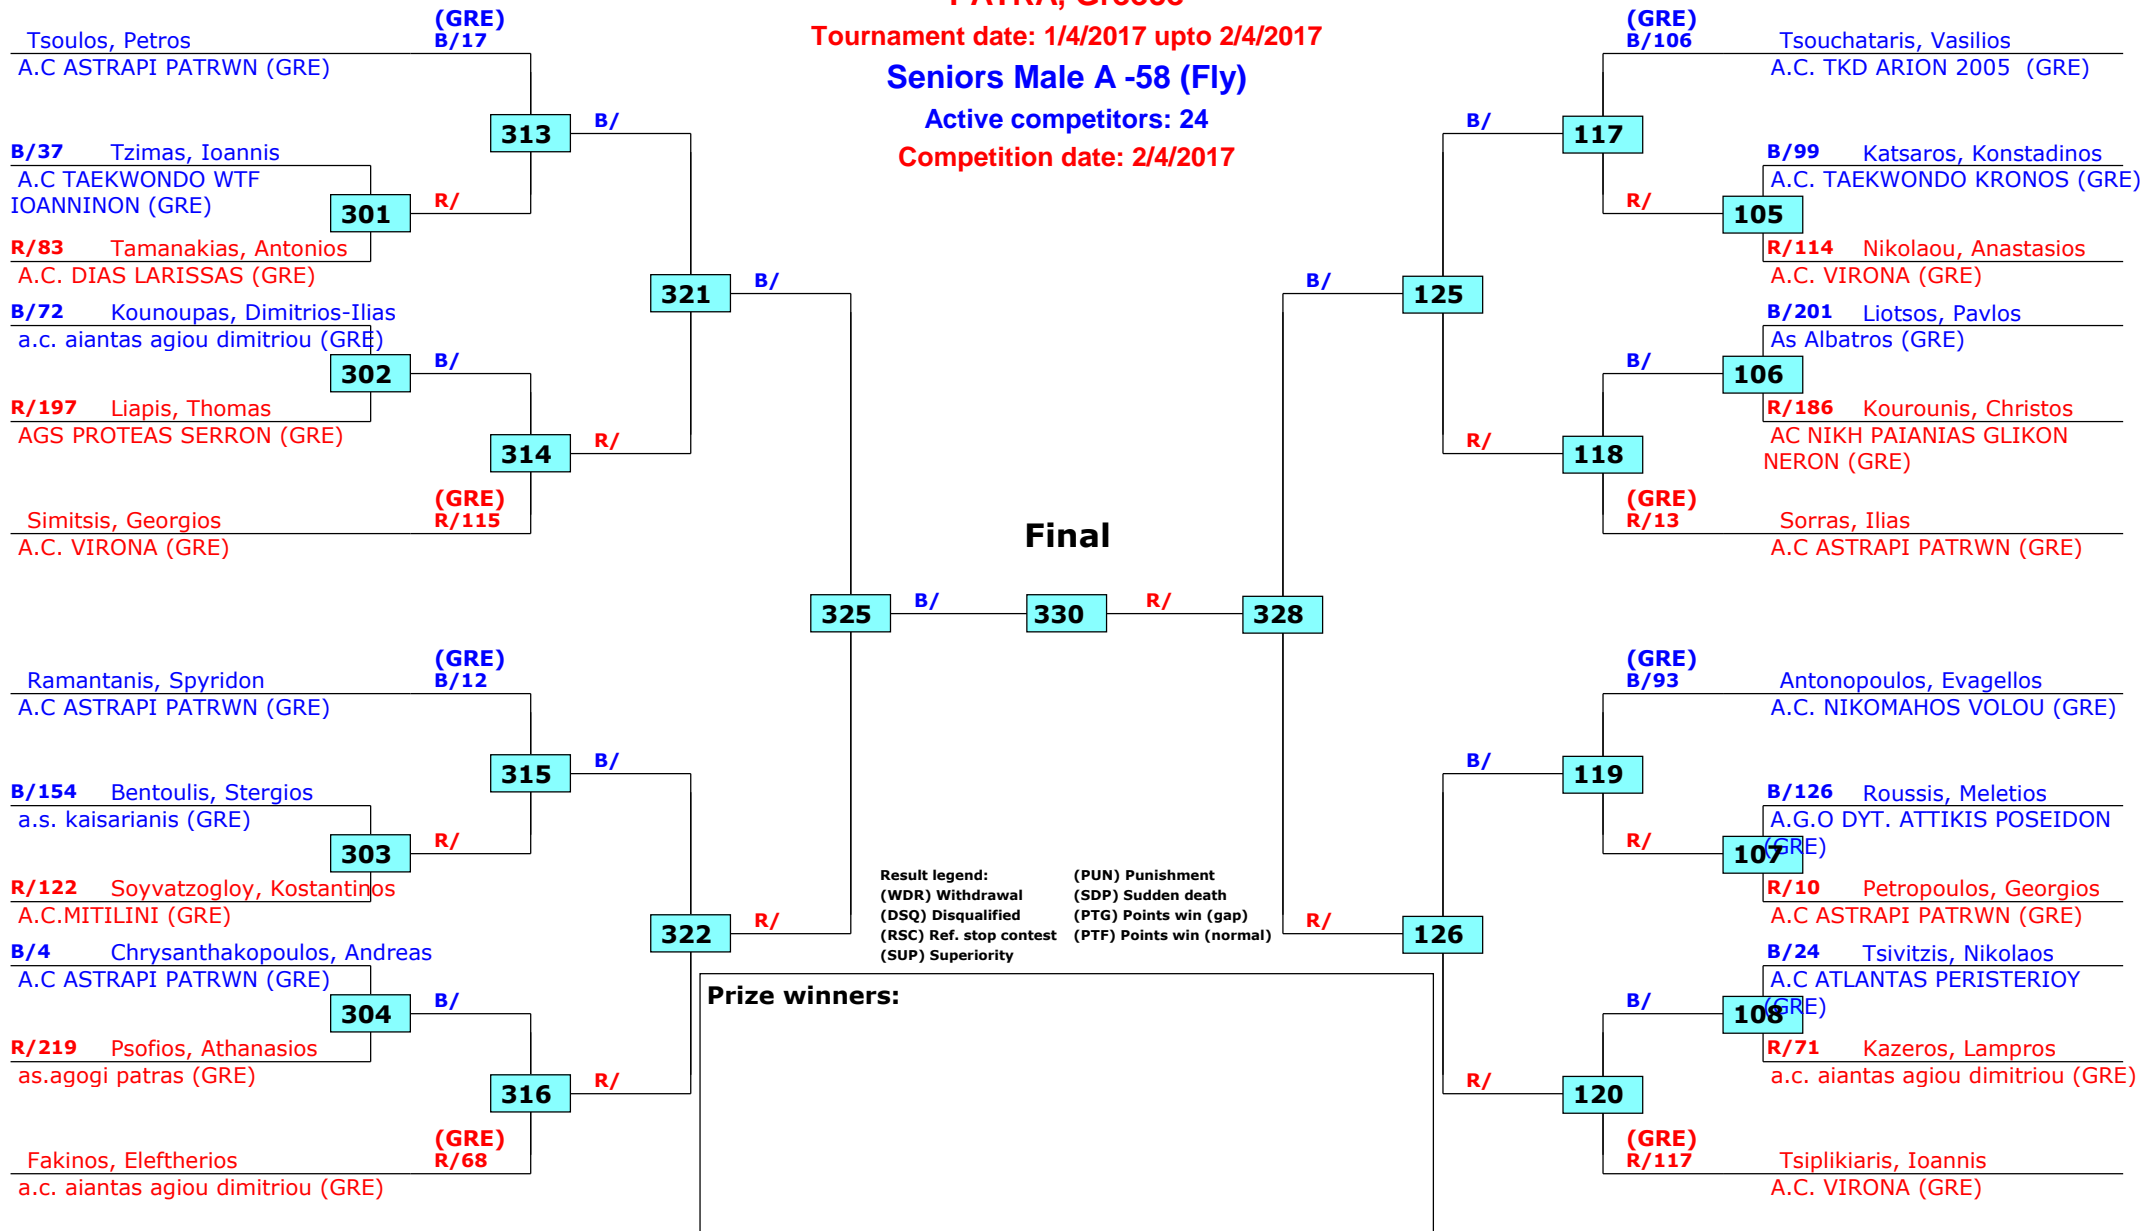 PATRA, Greece
Tournament date: 1/4/2017 upto 2/4/2017
Seniors Male A -58 (Fly)
Active competitors: 24
Competition date: 2/4/2017
(GRE)
Tsoulos, Petros B/17
A.C ASTRAPI PATRWN (GRE)
313 B/
B/37 Tzimas, Ioannis
A.C TAEKWONDO WTF
IOANNINON (GRE)
301 R/
R/83 Tamanakias, Antonios
A.C. DIAS LARISSAS (GRE)
321 B/
B/72 Kounoupas, Dimitrios-Ilias
a.c. aiantas agiou dimitriou (GRE)
302 B/
R/197 Liapis, Thomas
AGS PROTEAS SERRON (GRE)
314 R/
(GRE)
Simitsis, Georgios R/115
A.C. VIRONA (GRE)
325 B/
(GRE)
Ramantanis, Spyridon B/12
A.C ASTRAPI PATRWN (GRE)
315 B/
B/154 Bentoulis, Stergios
a.s. kaisarianis (GRE)
303 R/
R/122 Soyvatzogloy, Kostantinos
A.C.MITILINI (GRE)
322 R/
B/4 Chrysanthakopoulos, Andreas
A.C ASTRAPI PATRWN (GRE)
304 B/
R/219 Psofios, Athanasios
as.agogi patras (GRE)
316 R/
(GRE)
Fakinos, Eleftherios R/68
a.c. aiantas agiou dimitriou (GRE)
Final
330
R/ 328
(GRE)
B/106 Tsouchataris, Vasilios
A.C. TKD ARION 2005 (GRE)
B/ 117
B/99 Katsaros, Konstadinos
A.C. TAEKWONDO KRONOS (GRE)
R/ 105
R/114 Nikolaou, Anastasios
A.C. VIRONA (GRE)
B/ 125
B/201 Liotsos, Pavlos
As Albatros (GRE)
B/ 106
R/186 Kourounis, Christos
AC NIKH PAIANIAS GLIKON
NERON (GRE)
R/ 118
(GRE)
R/13 Sorras, Ilias
A.C ASTRAPI PATRWN (GRE)
(GRE)
B/93 Antonopoulos, Evagellos
A.C. NIKOMAHOS VOLOU (GRE)
B/ 119
B/126 Roussis, Meletios
A.G.O DYT. ATTIKIS POSEIDON
(GRE)
R/ 107
R/10 Petropoulos, Georgios
A.C ASTRAPI PATRWN (GRE)
R/ 126
B/24 Tsivitzis, Nikolaos
A.C ATLANTAS PERISTERIOY
(GRE)
B/ 108
R/71 Kazeros, Lampros
a.c. aiantas agiou dimitriou (GRE)
R/ 120
(GRE)
R/117 Tsiplikiaris, Ioannis
A.C. VIRONA (GRE)
Result legend: (PUN) Punishment
(WDR) Withdrawal (SDP) Sudden death
(DSQ) Disqualified (PTG) Points win (gap)
(RSC) Ref. stop contest (PTF) Points win (normal)
(SUP) Superiority
Prize winners: